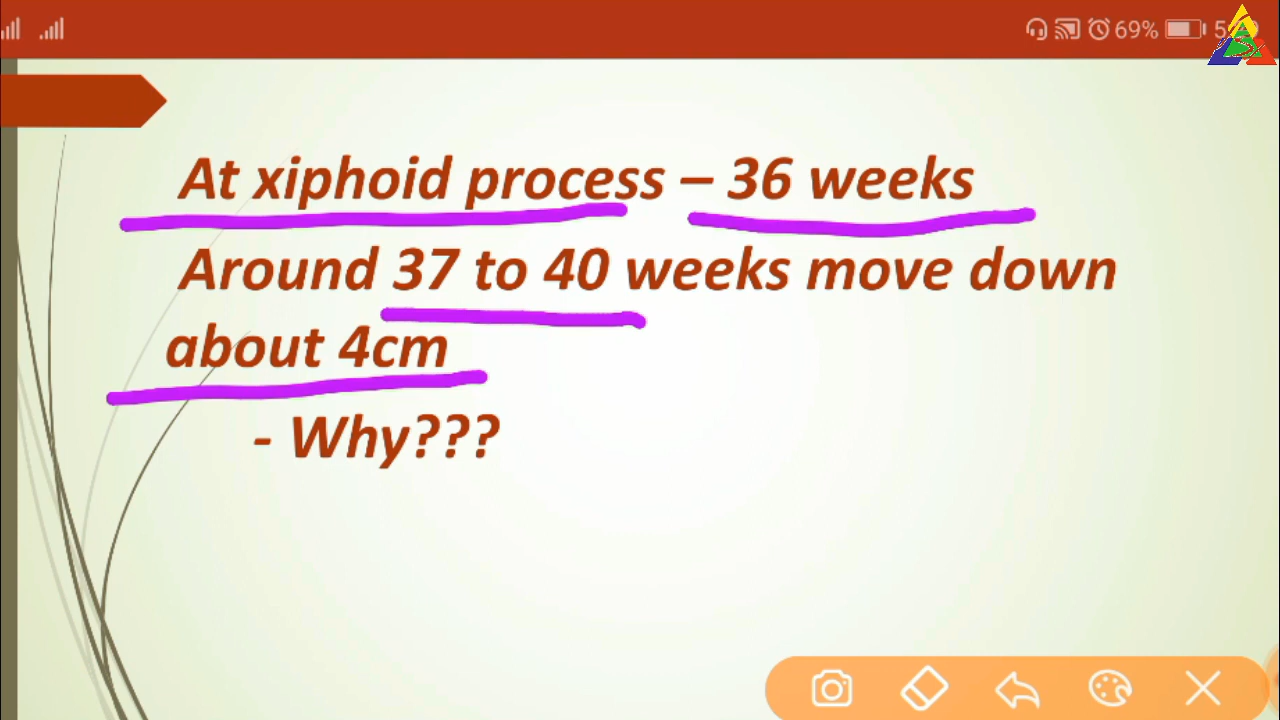 69%
At xiphoid process – 36 weeks
Around 37 to 40 weeks move down
about 4cm
- Why???